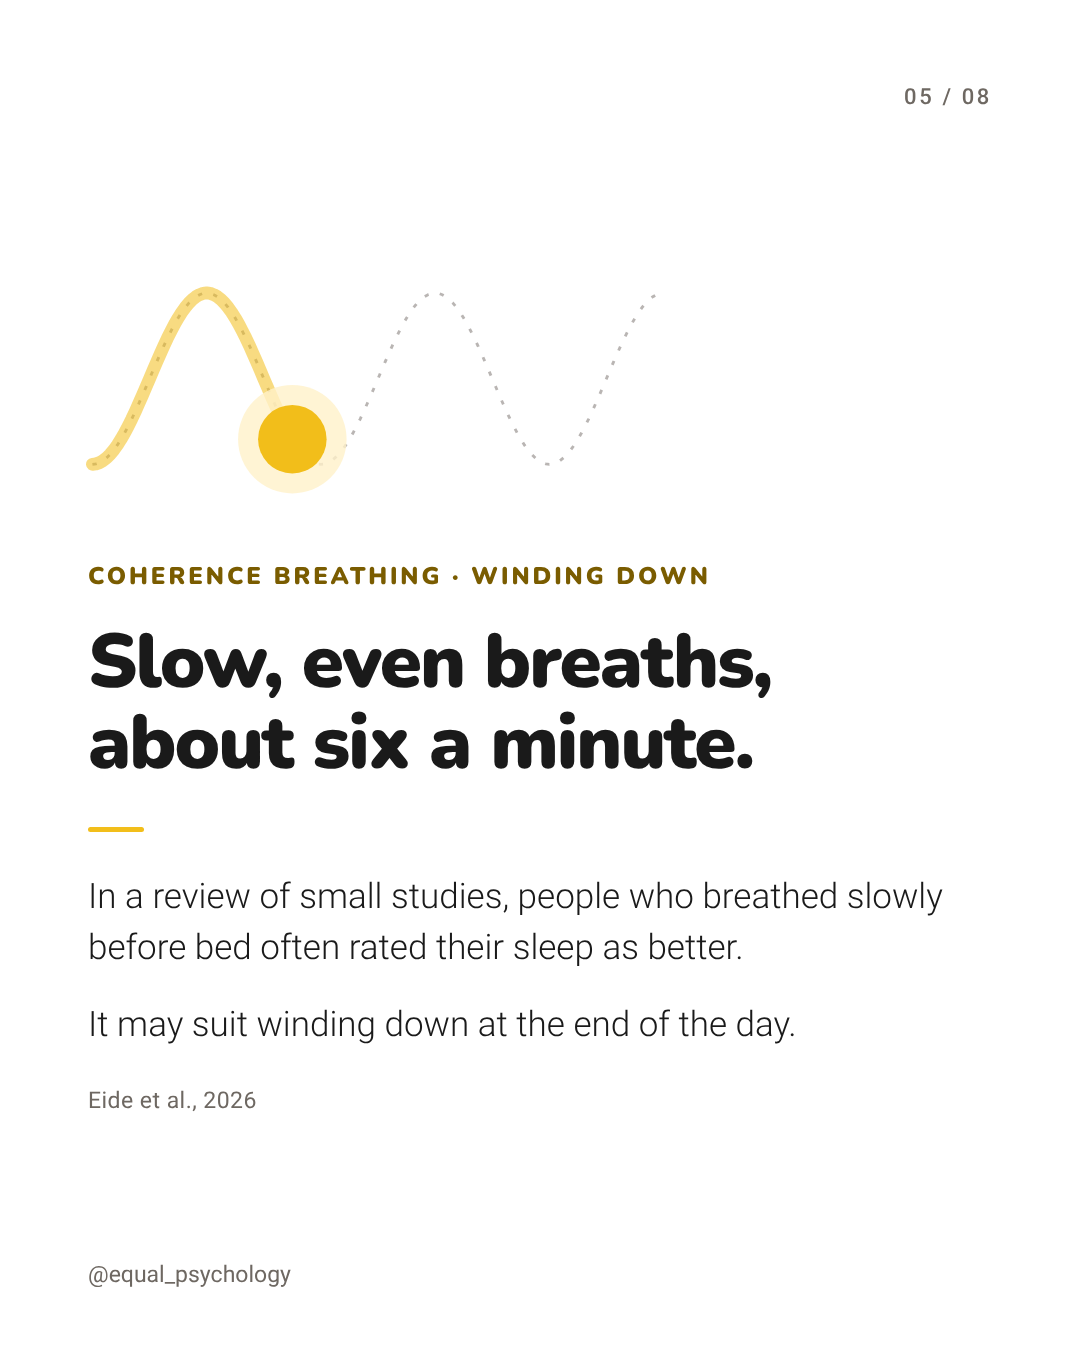 05 / 08
COHERENCE BREATHING · WINDING DOWN
Slow, even breaths,
about six a minute.
In a review of small studies, people who breathed slowly
before bed often rated their sleep as better.
It may suit winding down at the end of the day.
Eide et al., 2026
@equal_psychology